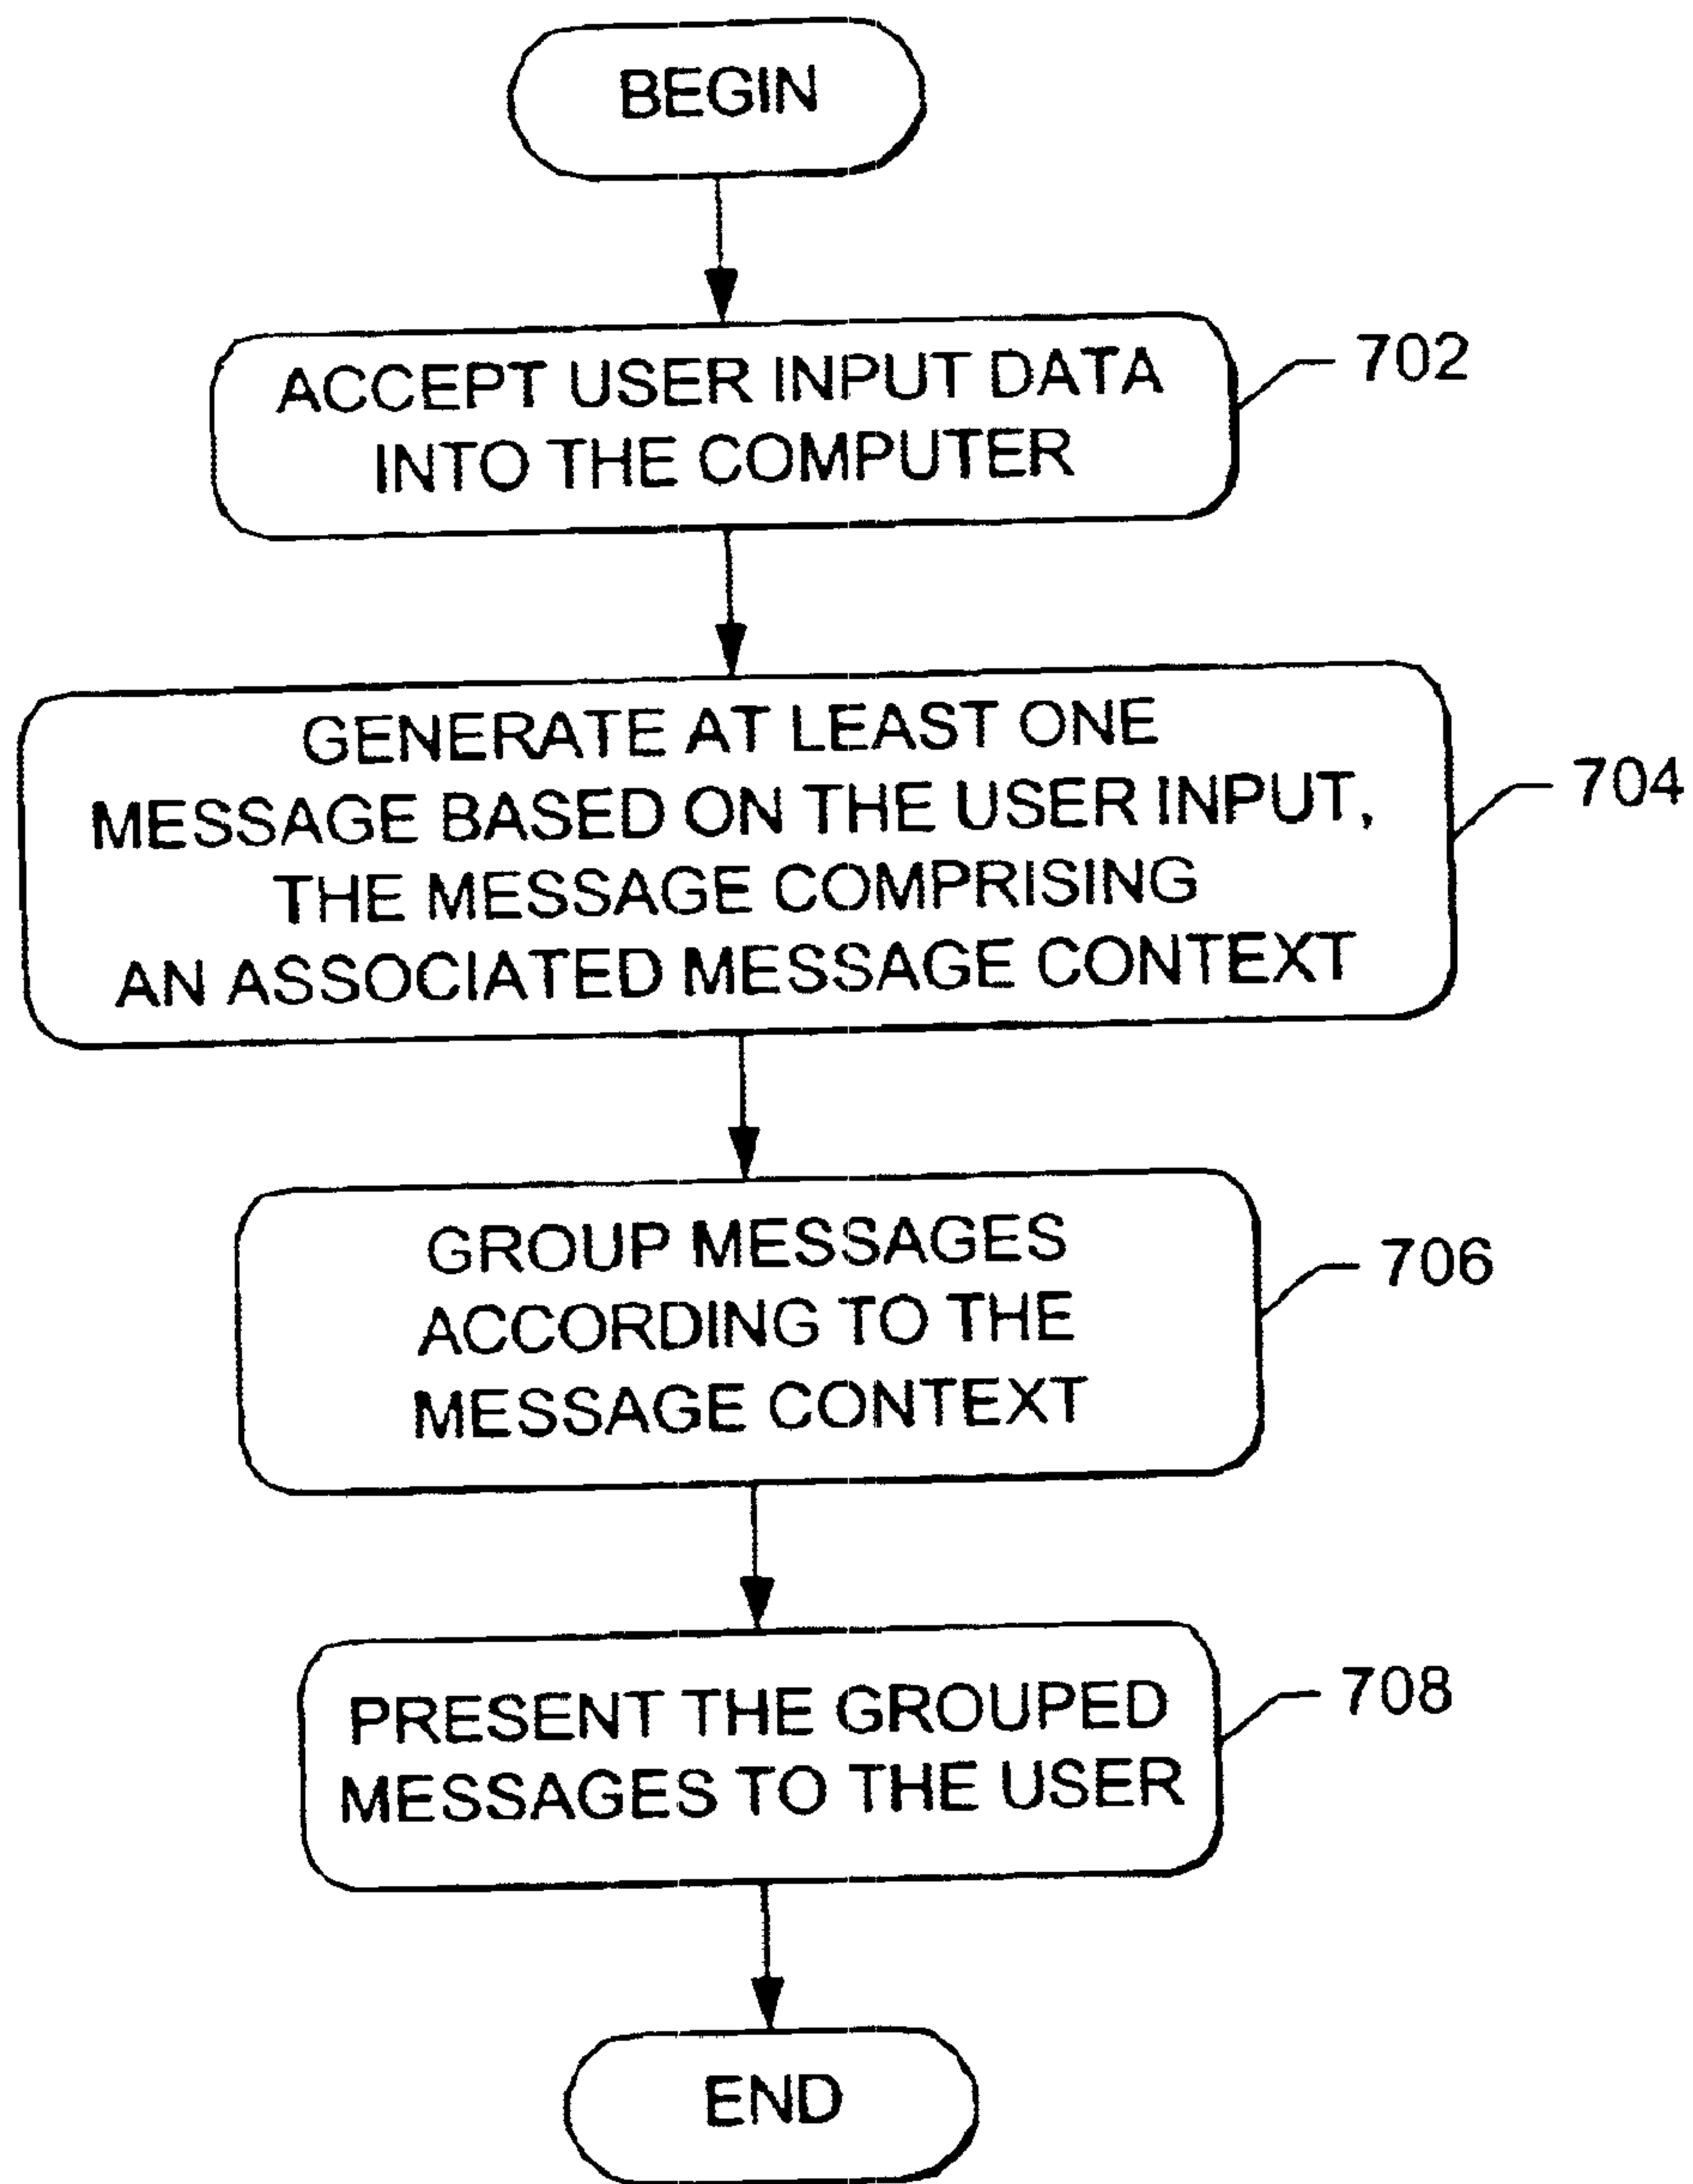 BEGIN
ACCEPT USER INPUT DATA
INTO THE COMPUTER
702
GENERATE AT LEAST ONE
MESSAGE BASED ON THE USER INPUT,
THE MESSAGE COMPRISING
AN ASSOCIATED MESSAGE CONTEXT
704
GROUP MESSAGES
ACCORDING TO THE
MESSAGE CONTEXT
706
PRESENT THE GROUPED
MESSAGES TO THE USER
708
END